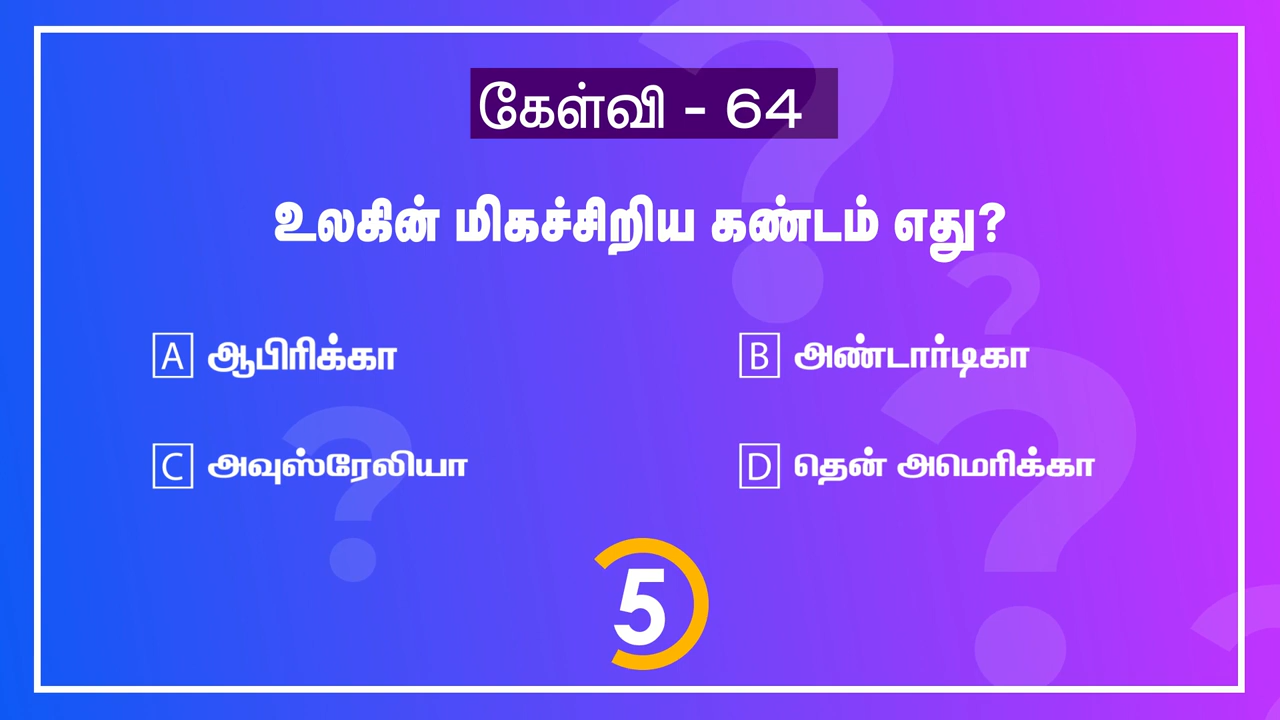 கேள்வி - 64
உலகின் மிகச்சிறிய கண்டம் எது?
A ஆபிரிக்கா
B அண்டார்டிகா
C அவுஸ்ரேலியா
D தென் அமெரிக்கா
5